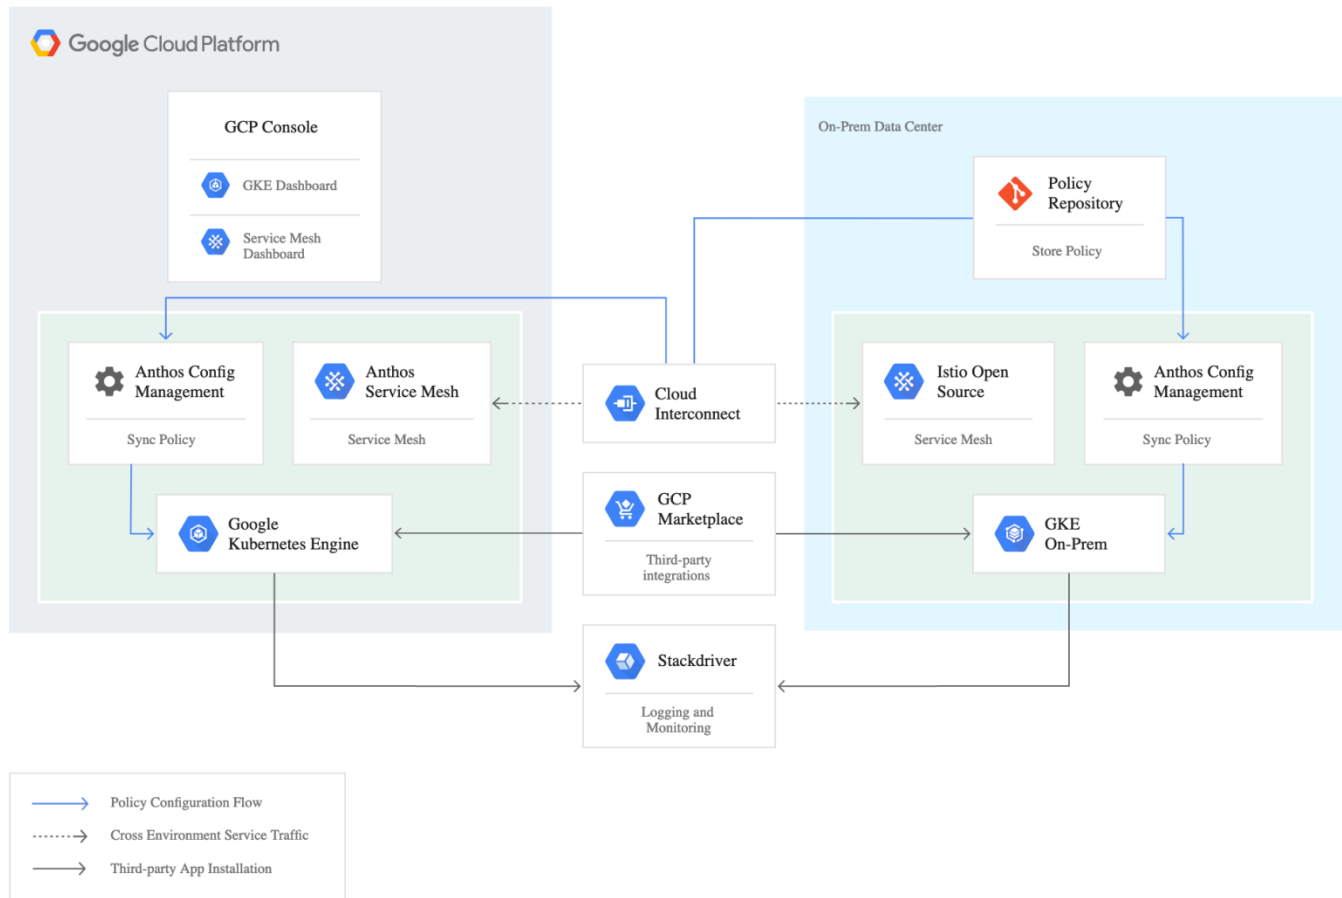 Google Cloud Platform
GCP Console
GKE Dashboard
Service Mesh
Dashboard
On-Prem Data Center
Policy
Repository
Store Policy
Anthos Config
Management
Sync Policy
Anthos
Service Mesh
Service Mesh
Cloud
Interconnect
Istio Open
Source
Service Mesh
Anthos Config
Management
Sync Policy
Google
Kubernetes Engine
GCP
Marketplace
Third-party
integrations
GKE
On-Prem
Stackdriver
Logging and
Monitoring
Policy Configuration Flow
Cross Environment Service Traffic
Third-party App Installation